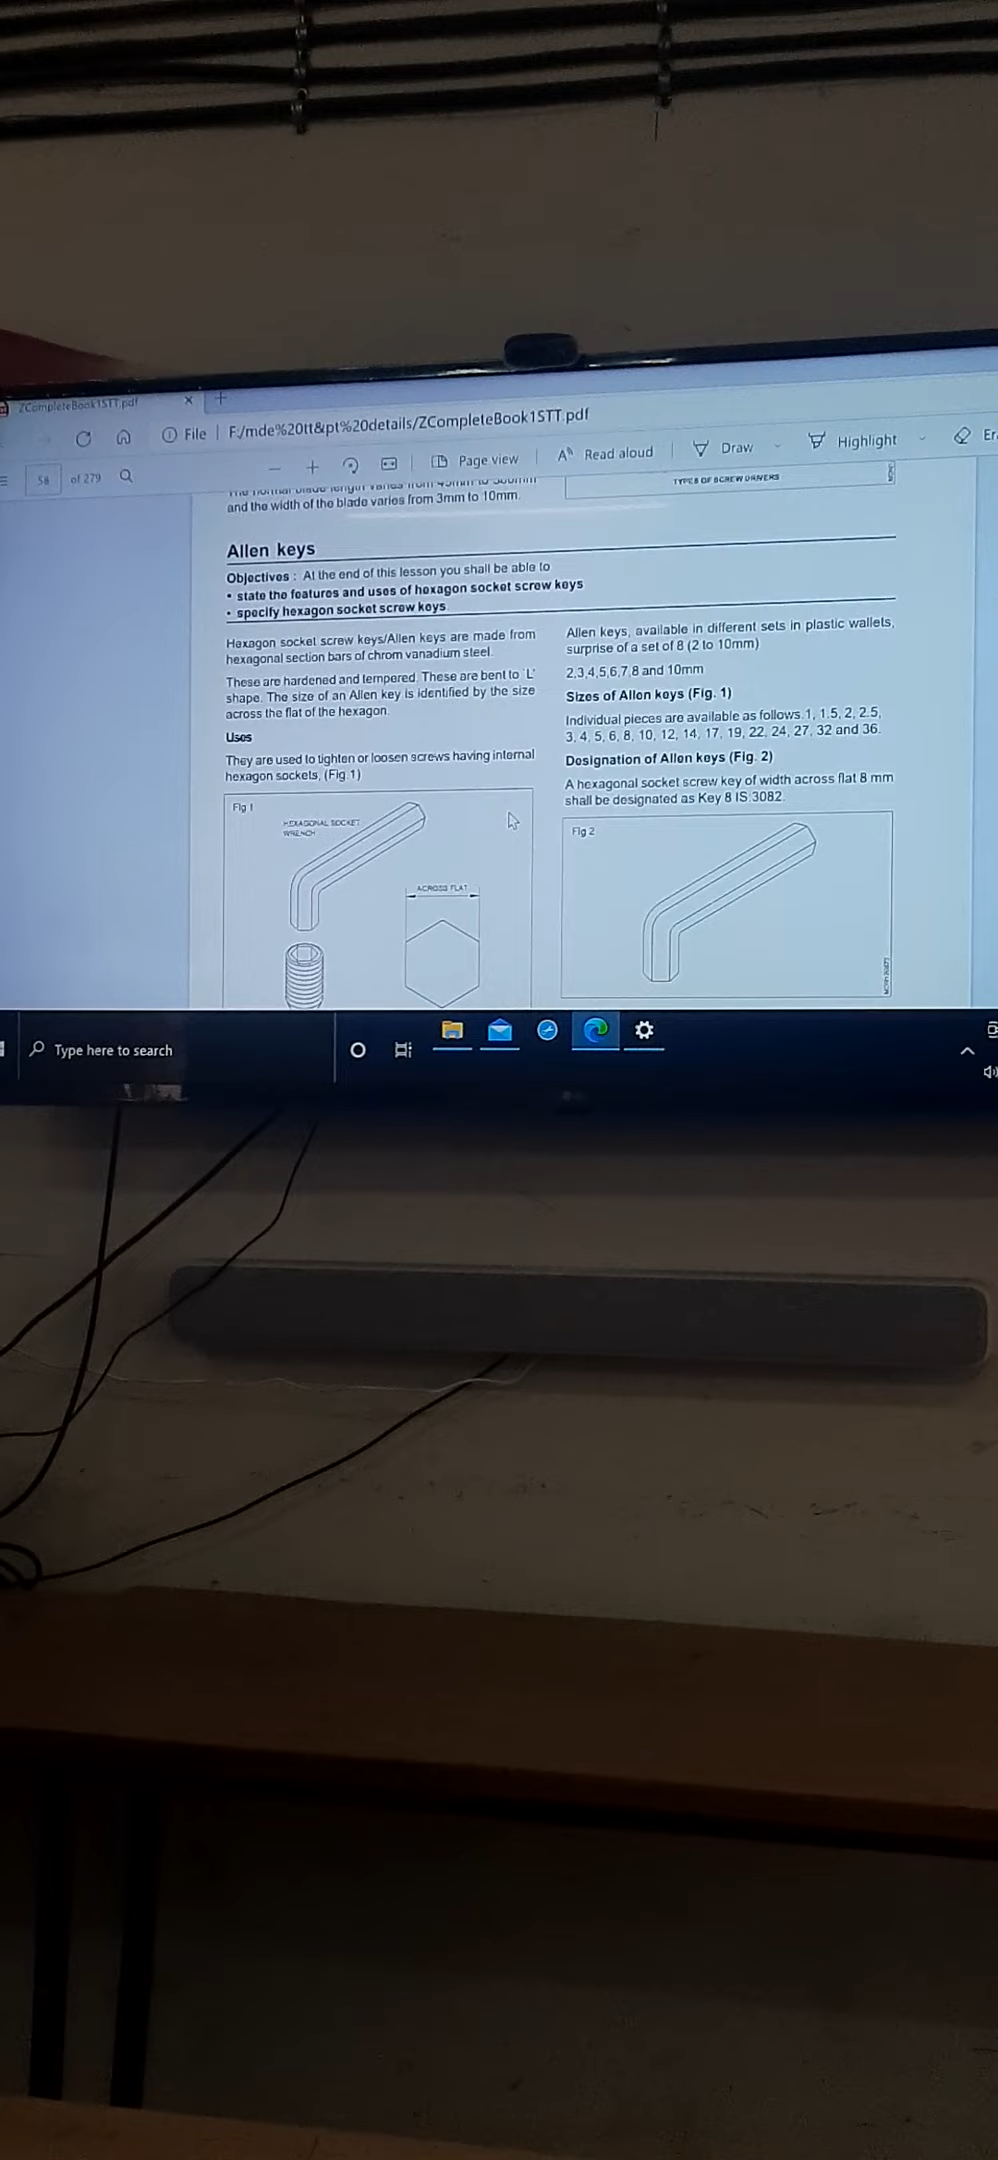 ZCompleteBook1STT.pdf
File | F:/mde%20tt&pt%20details/ZCompleteBook1STT.pdf
58 of 279
Page view
Read aloud
Draw
Highlight
The normal blade length varies from 45mm to 300mm
and the width of the blade varies from 3mm to 10mm.
TYPES OF SCREW DRIVERS
Allen keys
Objectives : At the end of this lesson you shall be able to
• state the features and uses of hexagon socket screw keys
• specify hexagon socket screw keys.
Hexagon socket screw keys/Allen keys are made from
hexagonal section bars of chrom vanadium steel.
These are hardened and tempered. These are bent to 'L'
shape. The size of an Allen key is identified by the size
across the flat of the hexagon.
Uses
They are used to tighten or loosen screws having internal
hexagon sockets, (Fig.1)
Fig 1
HEXAGONAL SOCKET
WRENCH
ACROSS FLAT
Allen keys, available in different sets in plastic wallets,
surprise of a set of 8 (2 to 10mm)
2,3,4,5,6,7,8 and 10mm
Sizes of Allen keys (Fig. 1)
Individual pieces are available as follows.1, 1.5, 2, 2.5,
3, 4, 5, 6, 8, 10, 12, 14, 17, 19, 22, 24, 27, 32 and 36.
Designation of Allen keys (Fig. 2)
A hexagonal socket screw key of width across flat 8 mm
shall be designated as Key 8 IS:3082.
Fig 2
Type here to search